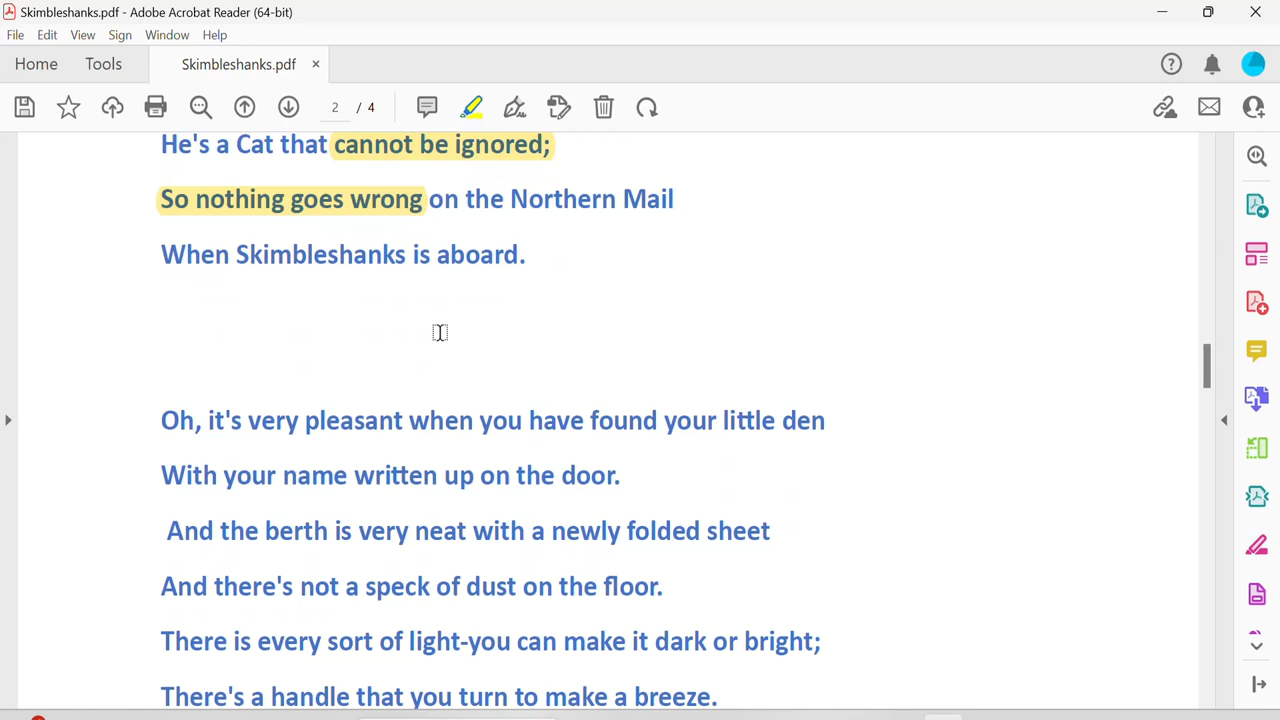 Skimbleshanks.pdf - Adobe Acrobat Reader (64-bit)
File Edit View Sign Window Help
Home Tools Skimbleshanks.pdf ×
2 / 4
He's a Cat that cannot be ignored;
So nothing goes wrong on the Northern Mail
When Skimbleshanks is aboard.
Oh, it's very pleasant when you have found your little den
With your name written up on the door.
And the berth is very neat with a newly folded sheet
And there's not a speck of dust on the floor.
There is every sort of light-you can make it dark or bright;
There's a handle that you turn to make a breeze.